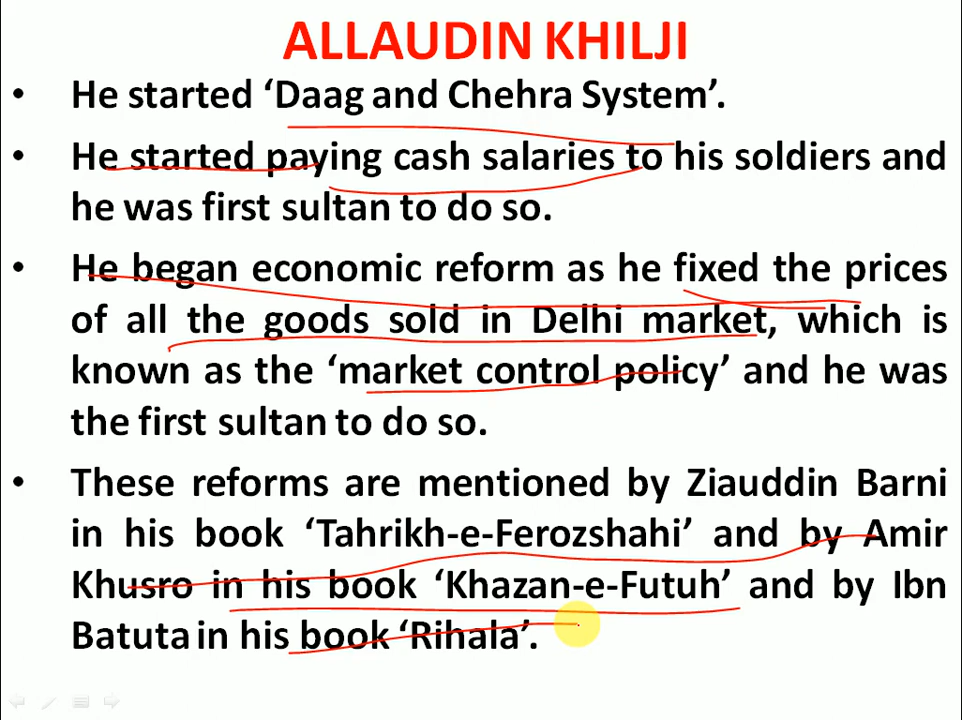 ALLAUDIN KHILJI
• He started ‘Daag and Chehra System’.
• He started paying cash salaries to his soldiers and
he was first sultan to do so.
• He began economic reform as he fixed the prices
of all the goods sold in Delhi market, which is
known as the ‘market control policy’ and he was
the first sultan to do so.
• These reforms are mentioned by Ziauddin Barni
in his book ‘Tahrikh-e-Ferozshahi’ and by Amir
Khusro in his book ‘Khazan-e-Futuh’ and by Ibn
Batuta in his book ‘Rihala’.